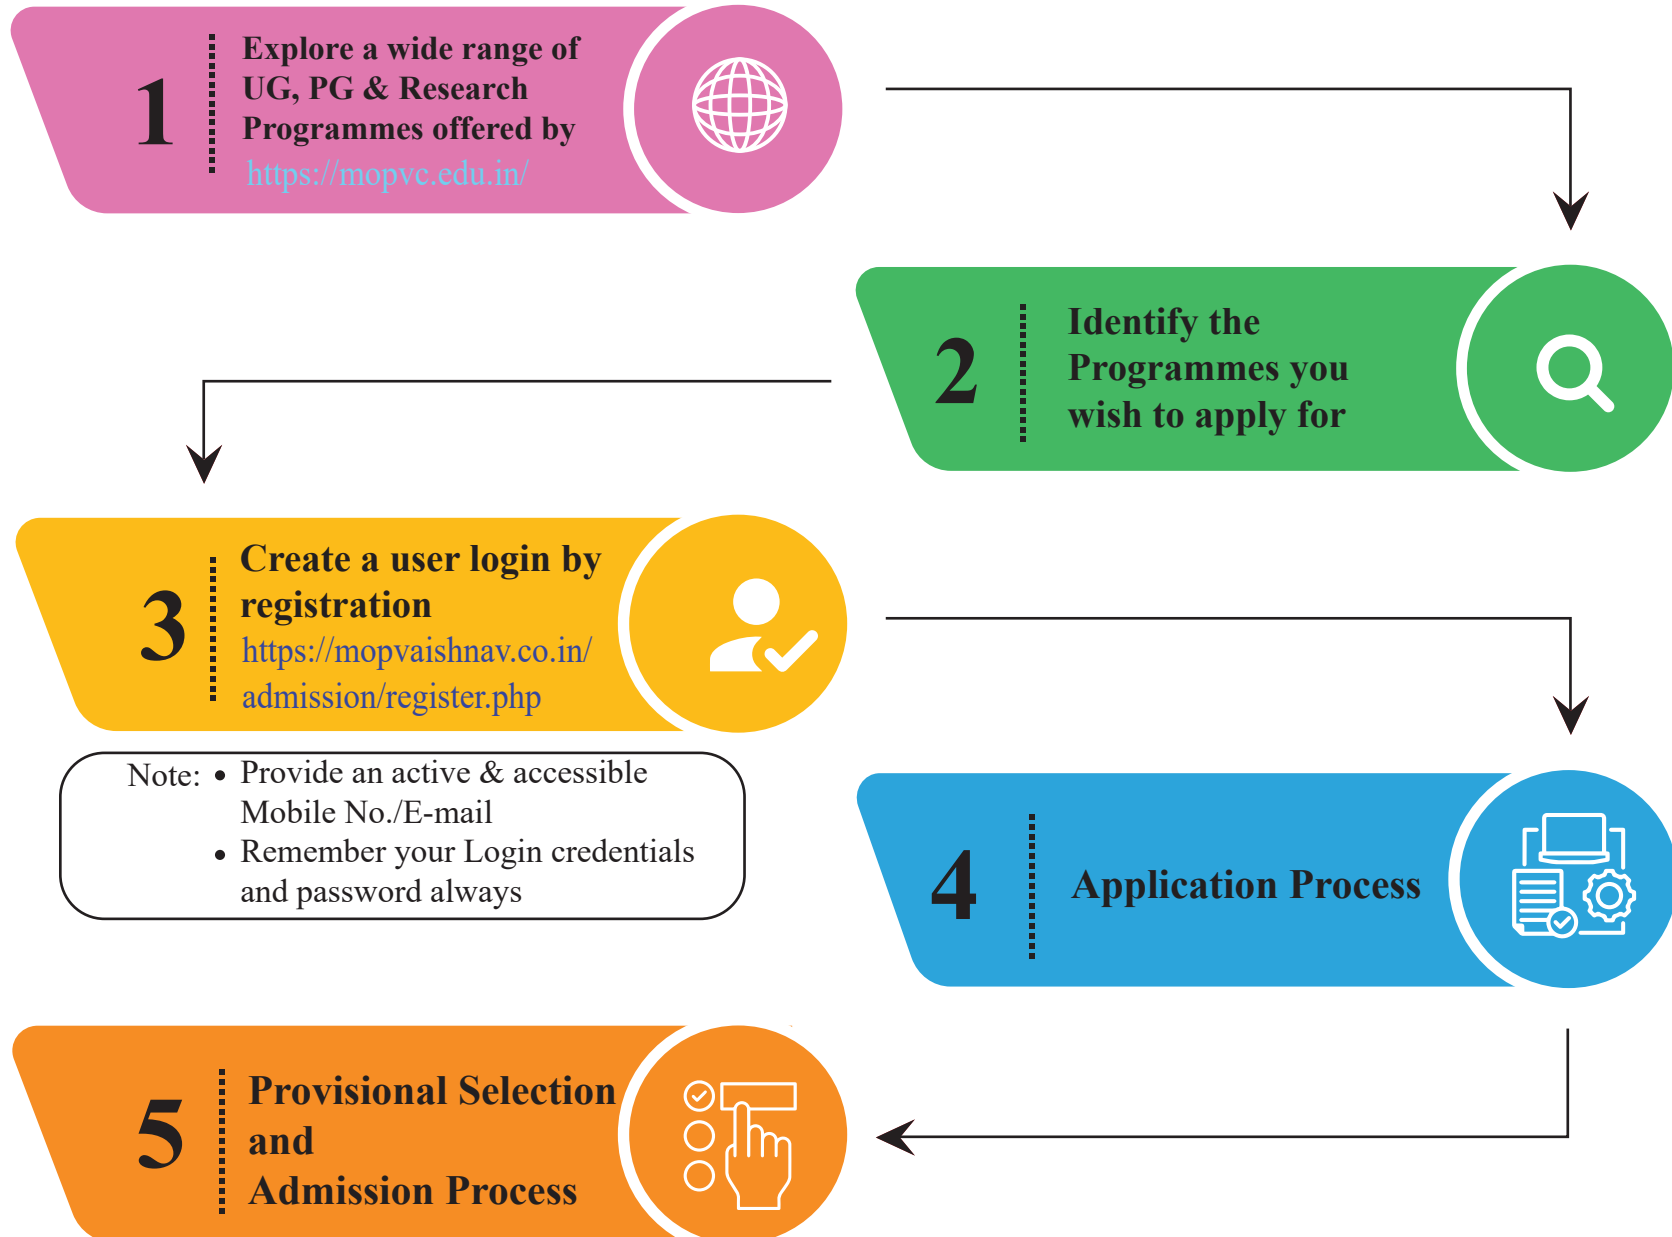 1
Explore a wide range of
UG, PG & Research
Programmes offered by
https://mopvc.edu.in/
2
Identify the
Programmes you
wish to apply for
3
Create a user login by
registration
https://mopvaishnav.co.in/
admission/register.php
Note: • Provide an active & accessible
Mobile No./E-mail
• Remember your Login credentials
and password always
4
Application Process
5
Provisional Selection
and
Admission Process